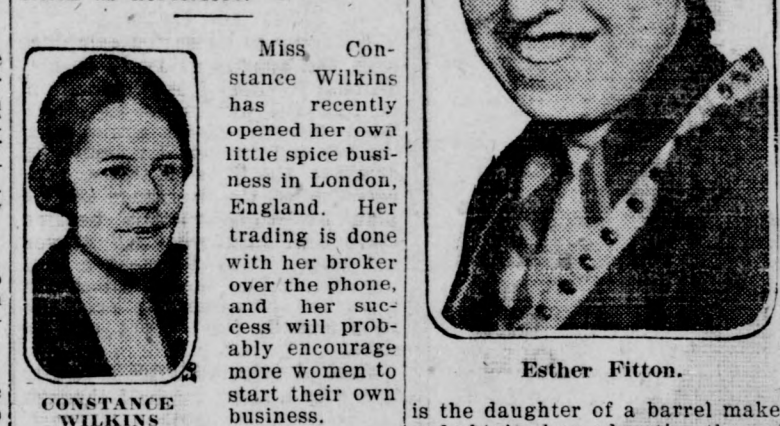 Miss Con-
stance Wilkins
has recently
opened her own
little spice busi-
ness in London,
England. Her
trading is done
with her broker
over the phone,
and her suc-
cess will prob-
ably encourage
more women to
start their own
business.
CONSTANCE
WILKINS
Esther Fitton.
is the daughter of a barrel make